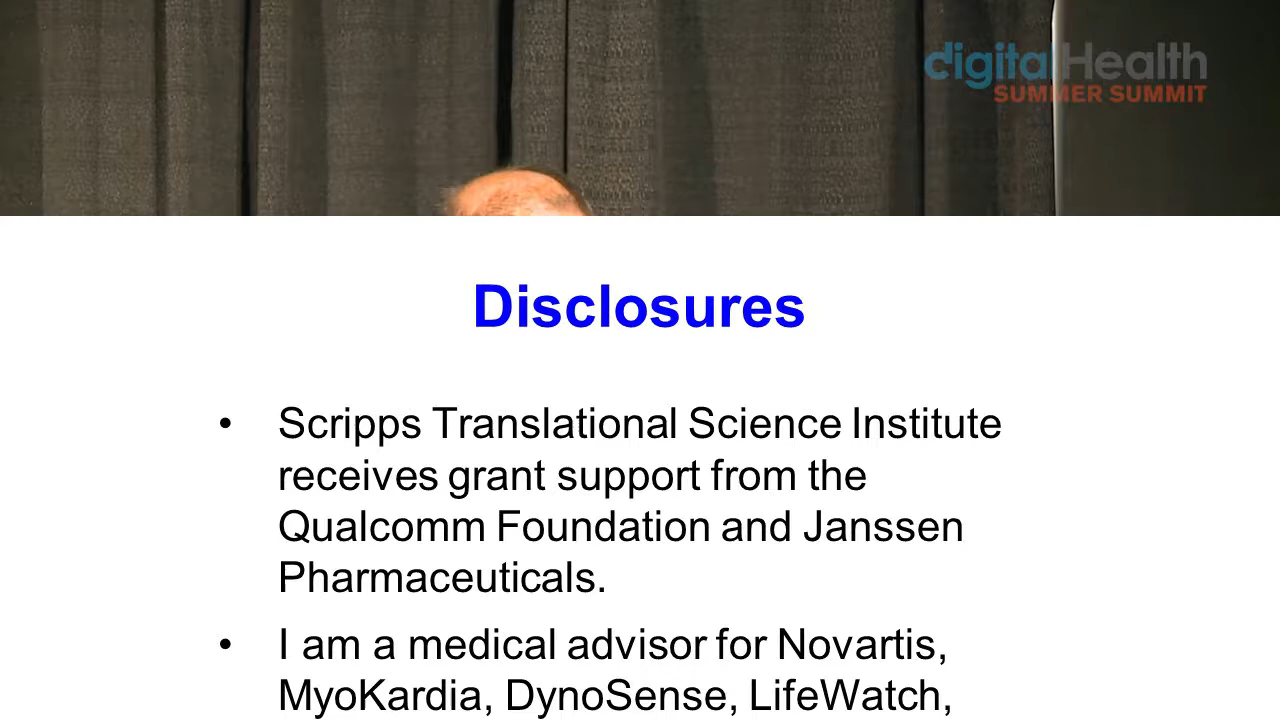 digitalHealth
SUMMER SUMMIT
Disclosures
• Scripps Translational Science Institute
receives grant support from the
Qualcomm Foundation and Janssen
Pharmaceuticals.
• I am a medical advisor for Novartis,
MyoKardia, DynoSense, LifeWatch,